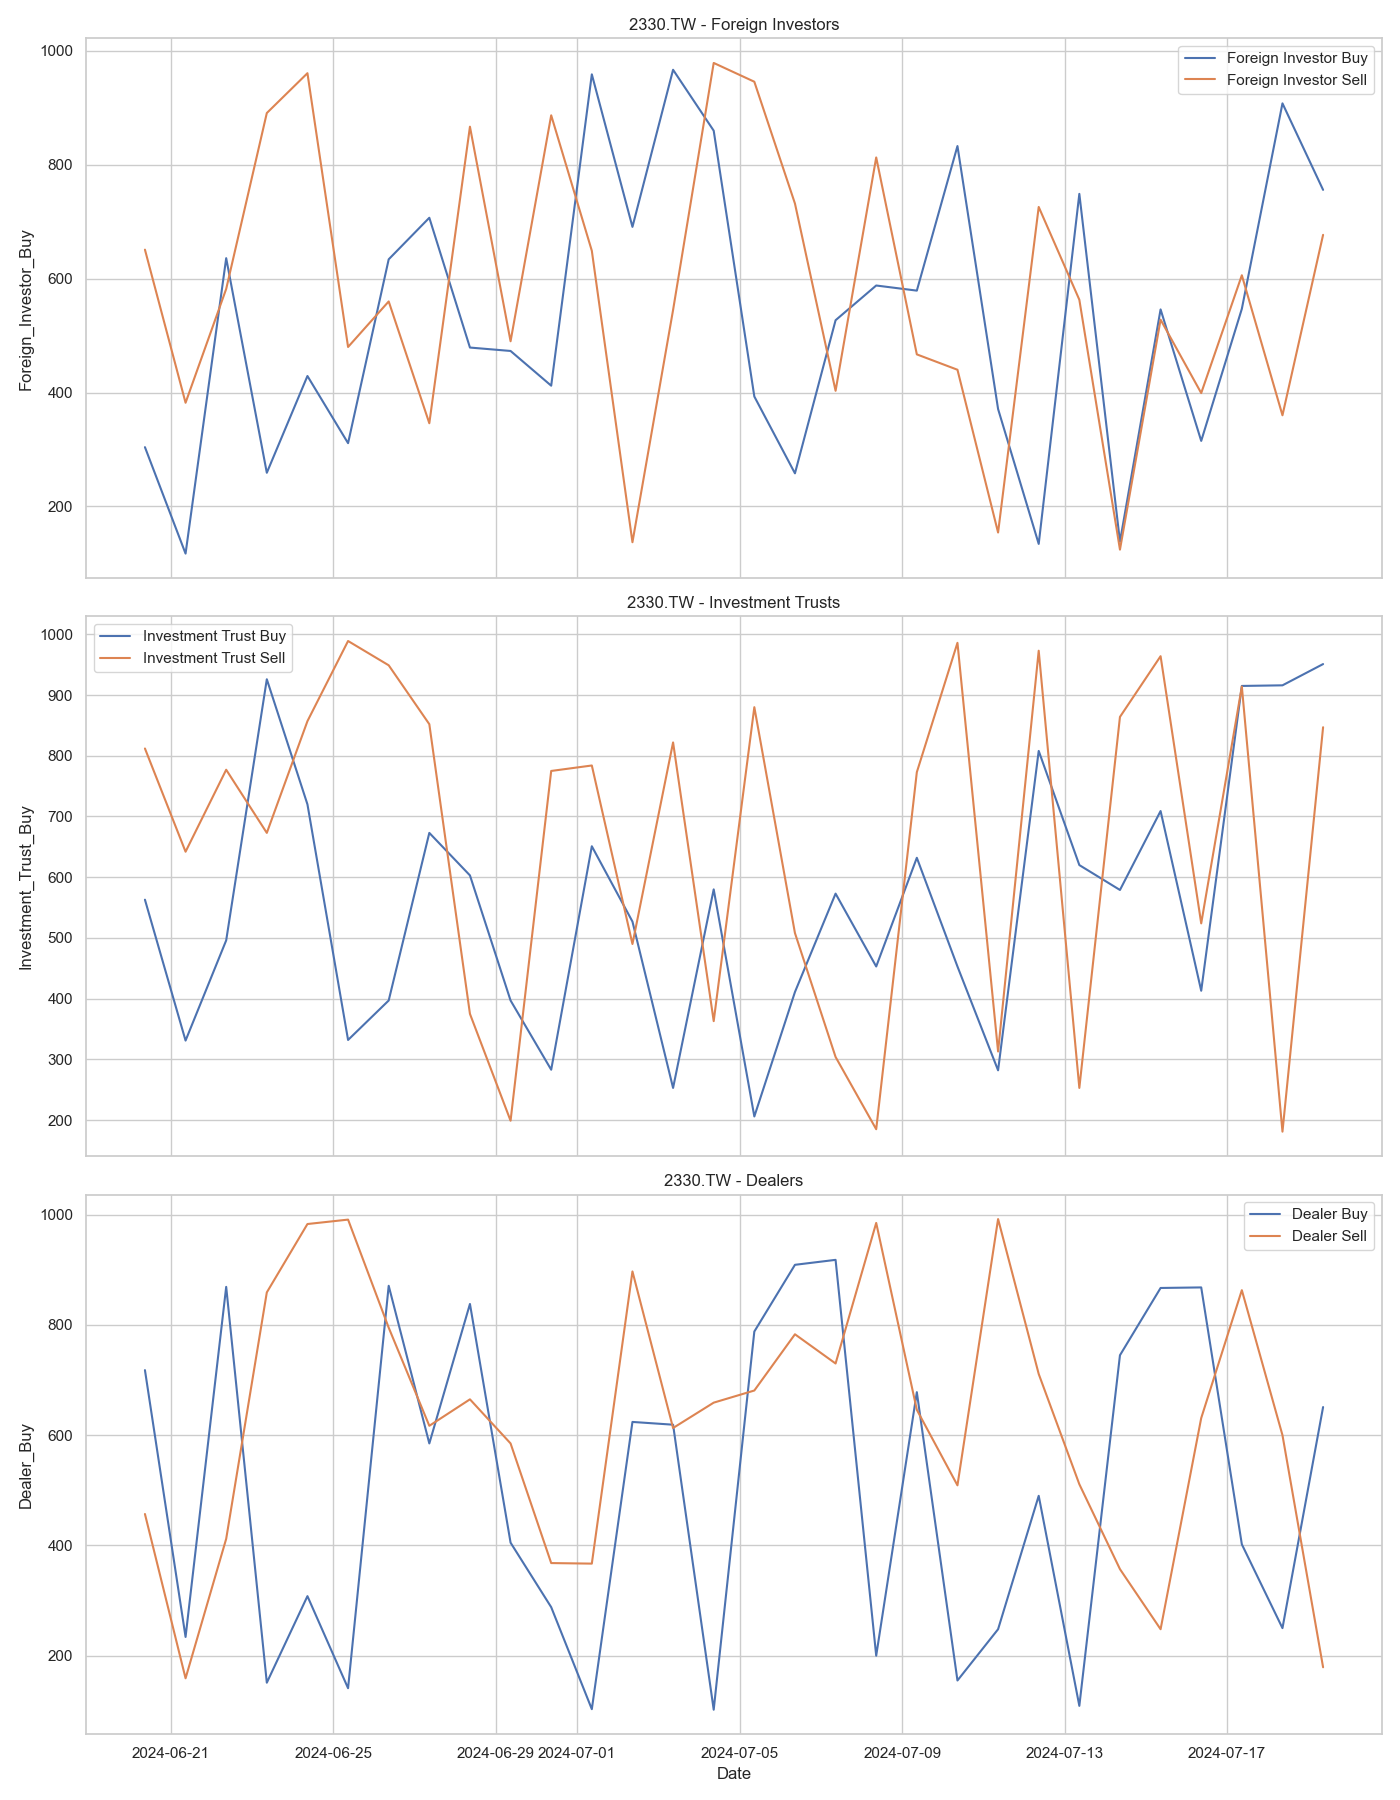 2330.TW - Foreign Investors
1000
800
600
400
200
Foreign_Investor_Buy
Foreign Investor Buy
Foreign Investor Sell
2330.TW - Investment Trusts
1000
900
800
700
600
500
400
300
200
Investment_Trust_Buy
Investment Trust Buy
Investment Trust Sell
2330.TW - Dealers
1000
800
600
400
200
Dealer_Buy
Dealer Buy
Dealer Sell
2024-06-21 2024-06-25 2024-06-29 2024-07-01 2024-07-05 2024-07-09 2024-07-13 2024-07-17
Date